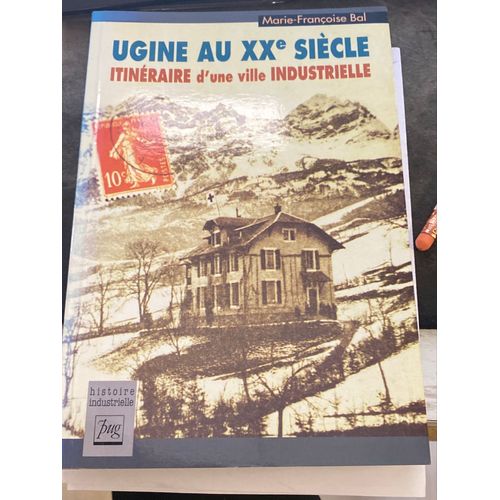 Marie-Françoise Bal
UGINE AU XXe SIÈCLE
ITINÉRAIRE d'une ville INDUSTRIELLE
10c
histoire
industrielle
pug